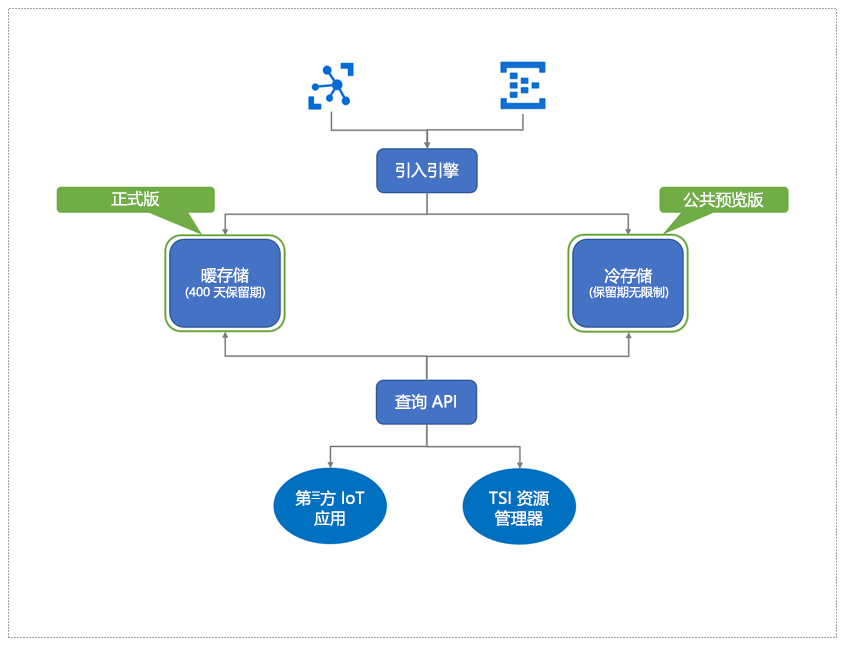 引入引擎
正式版
公共预览版
暖存储
(400 天保留期)
冷存储
(保留期无限制)
查询 API
第三方 IoT
应用
TSI 资源
管理器